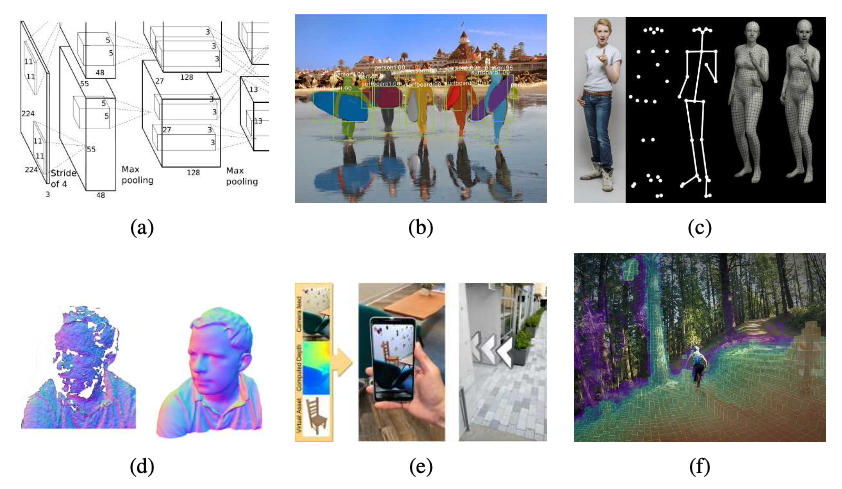 11
11
5
5
48
55
3
3
128
27
13
224
11
11
224
3
5
5
55
48
27
3
3
13
128
Stride
of 4
Max
pooling
Max
pooling
(a)
(b)
(c)
Camera feed
Computed Depth
Virtual Asset
(d)
(e)
(f)